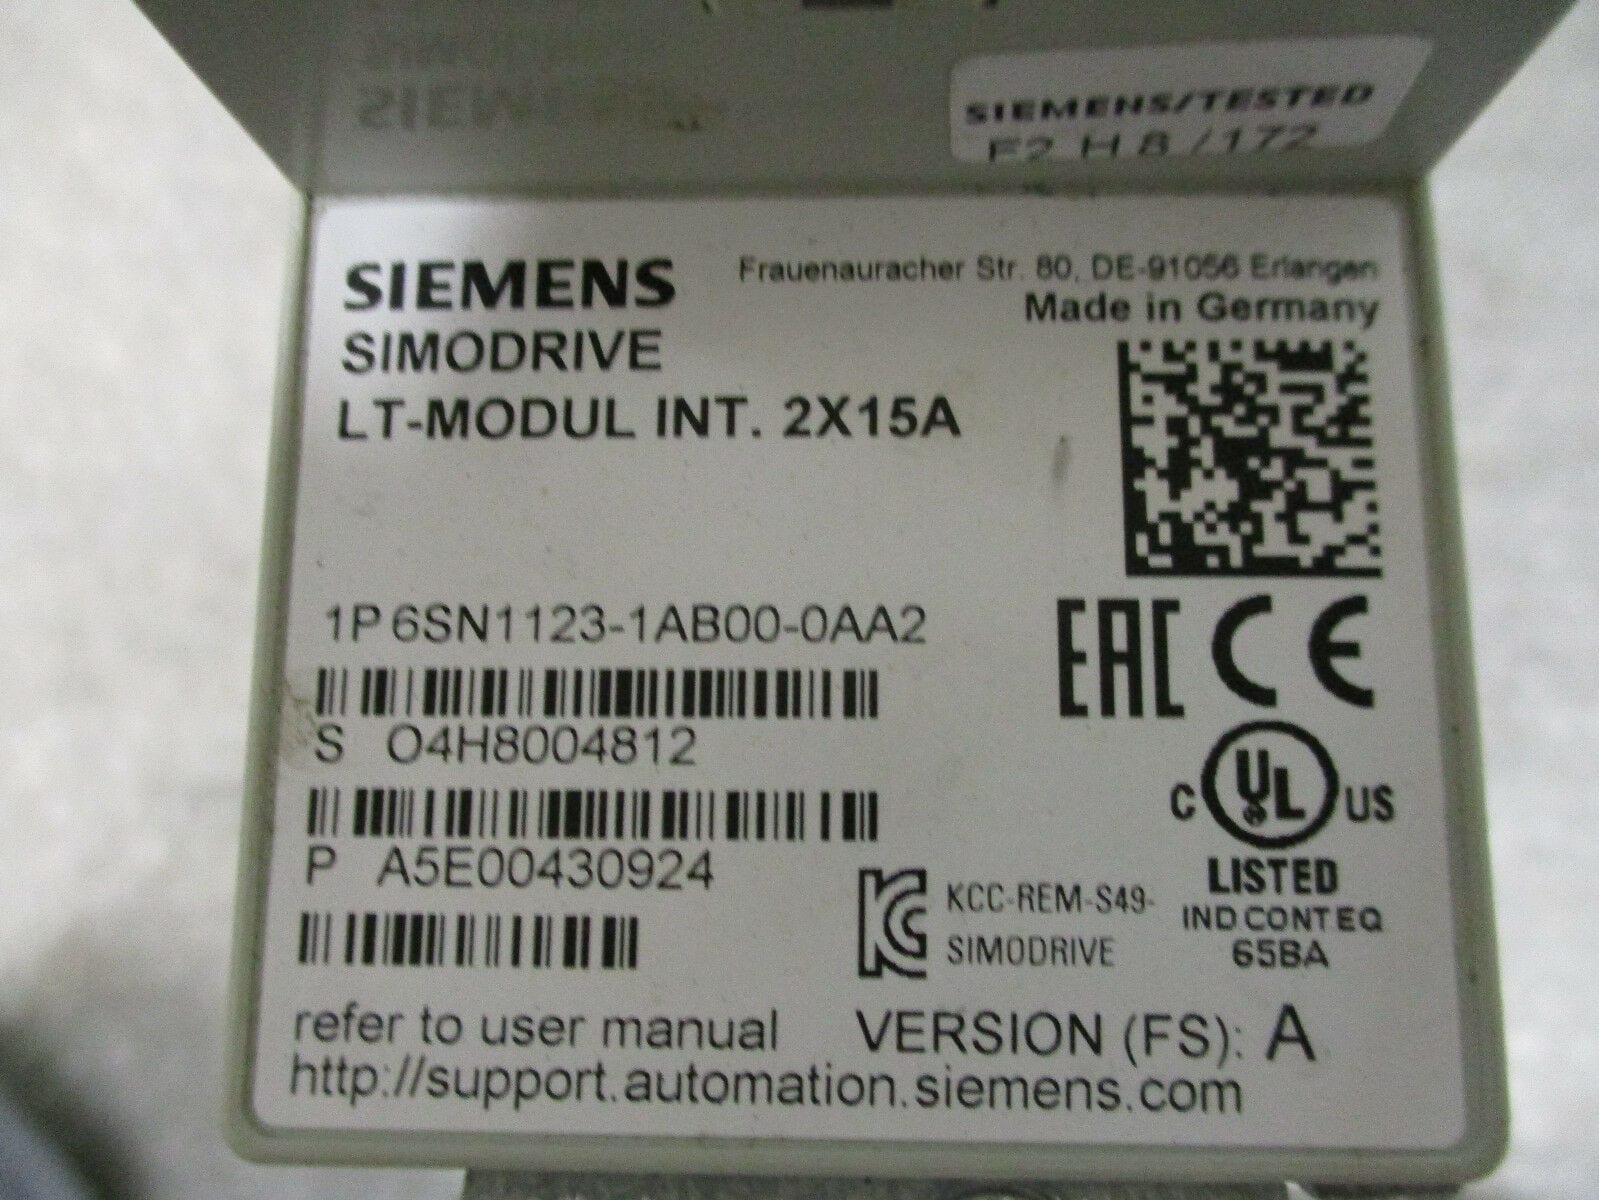 SIEMENS/TESTED
F2 H 8 /172
SIEMENS
Frauenauracher Str. 80, DE-91056 Erlangen
Made in Germany
SIMODRIVE
LT-MODUL INT. 2X15A
1P 6SN1123-1AB00-0AA2
EAC CE
S O4H8004812
C UL US
P A5E00430924
LISTED
IND CONT EQ
65BA
KCC-REM-S49-
SIMODRIVE
refer to user manual VERSION (FS): A
http://support.automation.siemens.com